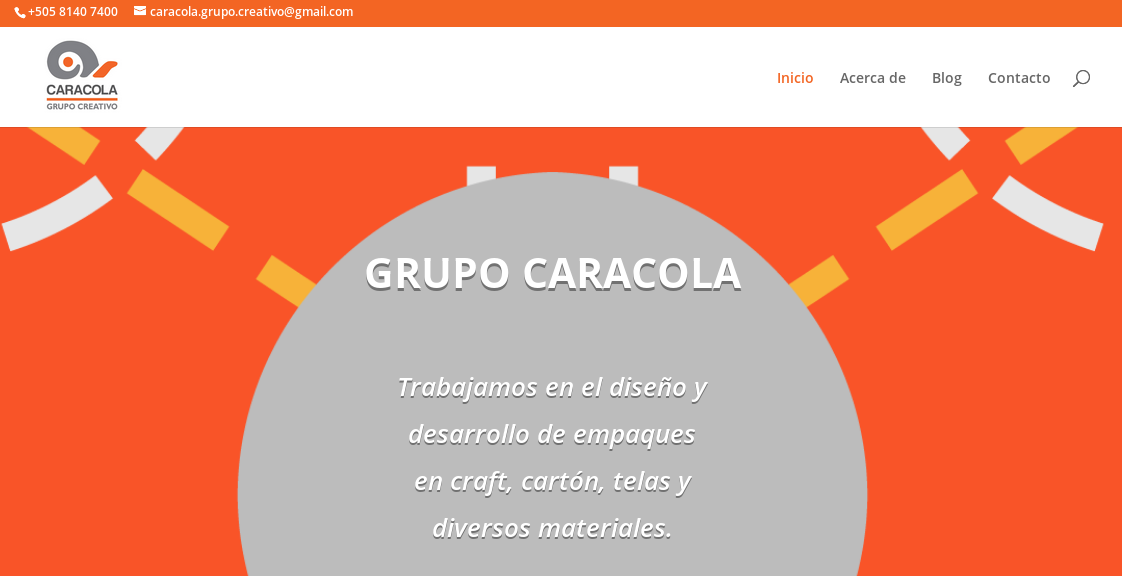 +505 8140 7400 caracola.grupo.creativo@gmail.com
CARACOLA
GRUPO CREATIVO
Inicio Acerca de Blog Contacto
GRUPO CARACOLA
Trabajamos en el diseño y
desarrollo de empaques
en craft, cartón, telas y
diversos materiales.